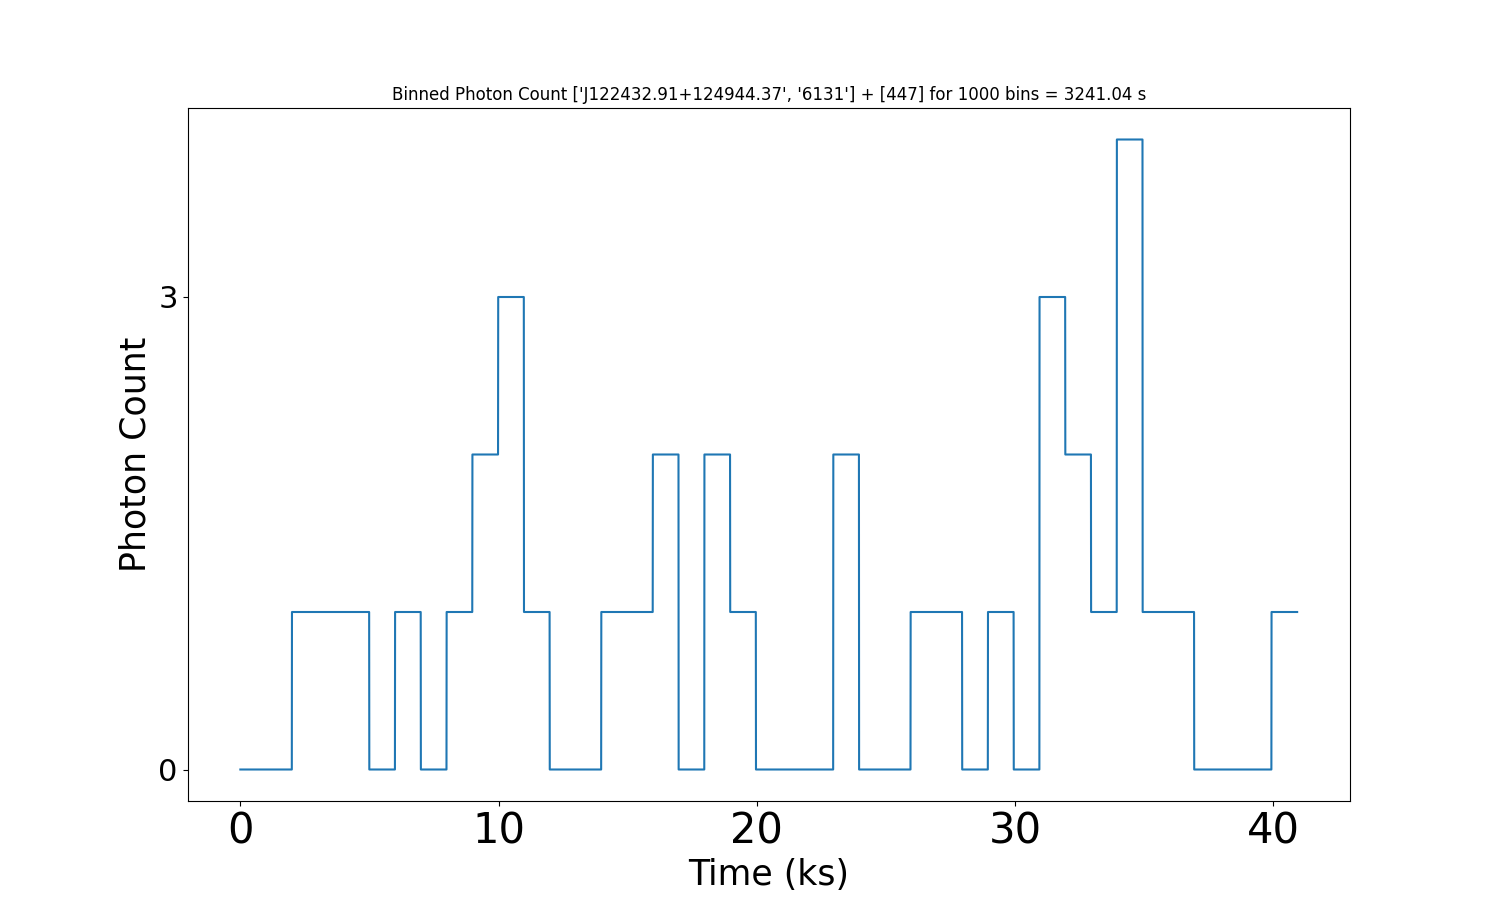 Binned Photon Count ['J122432.91+124944.37', '6131'] + [447] for 1000 bins = 3241.04 s
3
0
Photon Count
0 10 20 30 40
Time (ks)